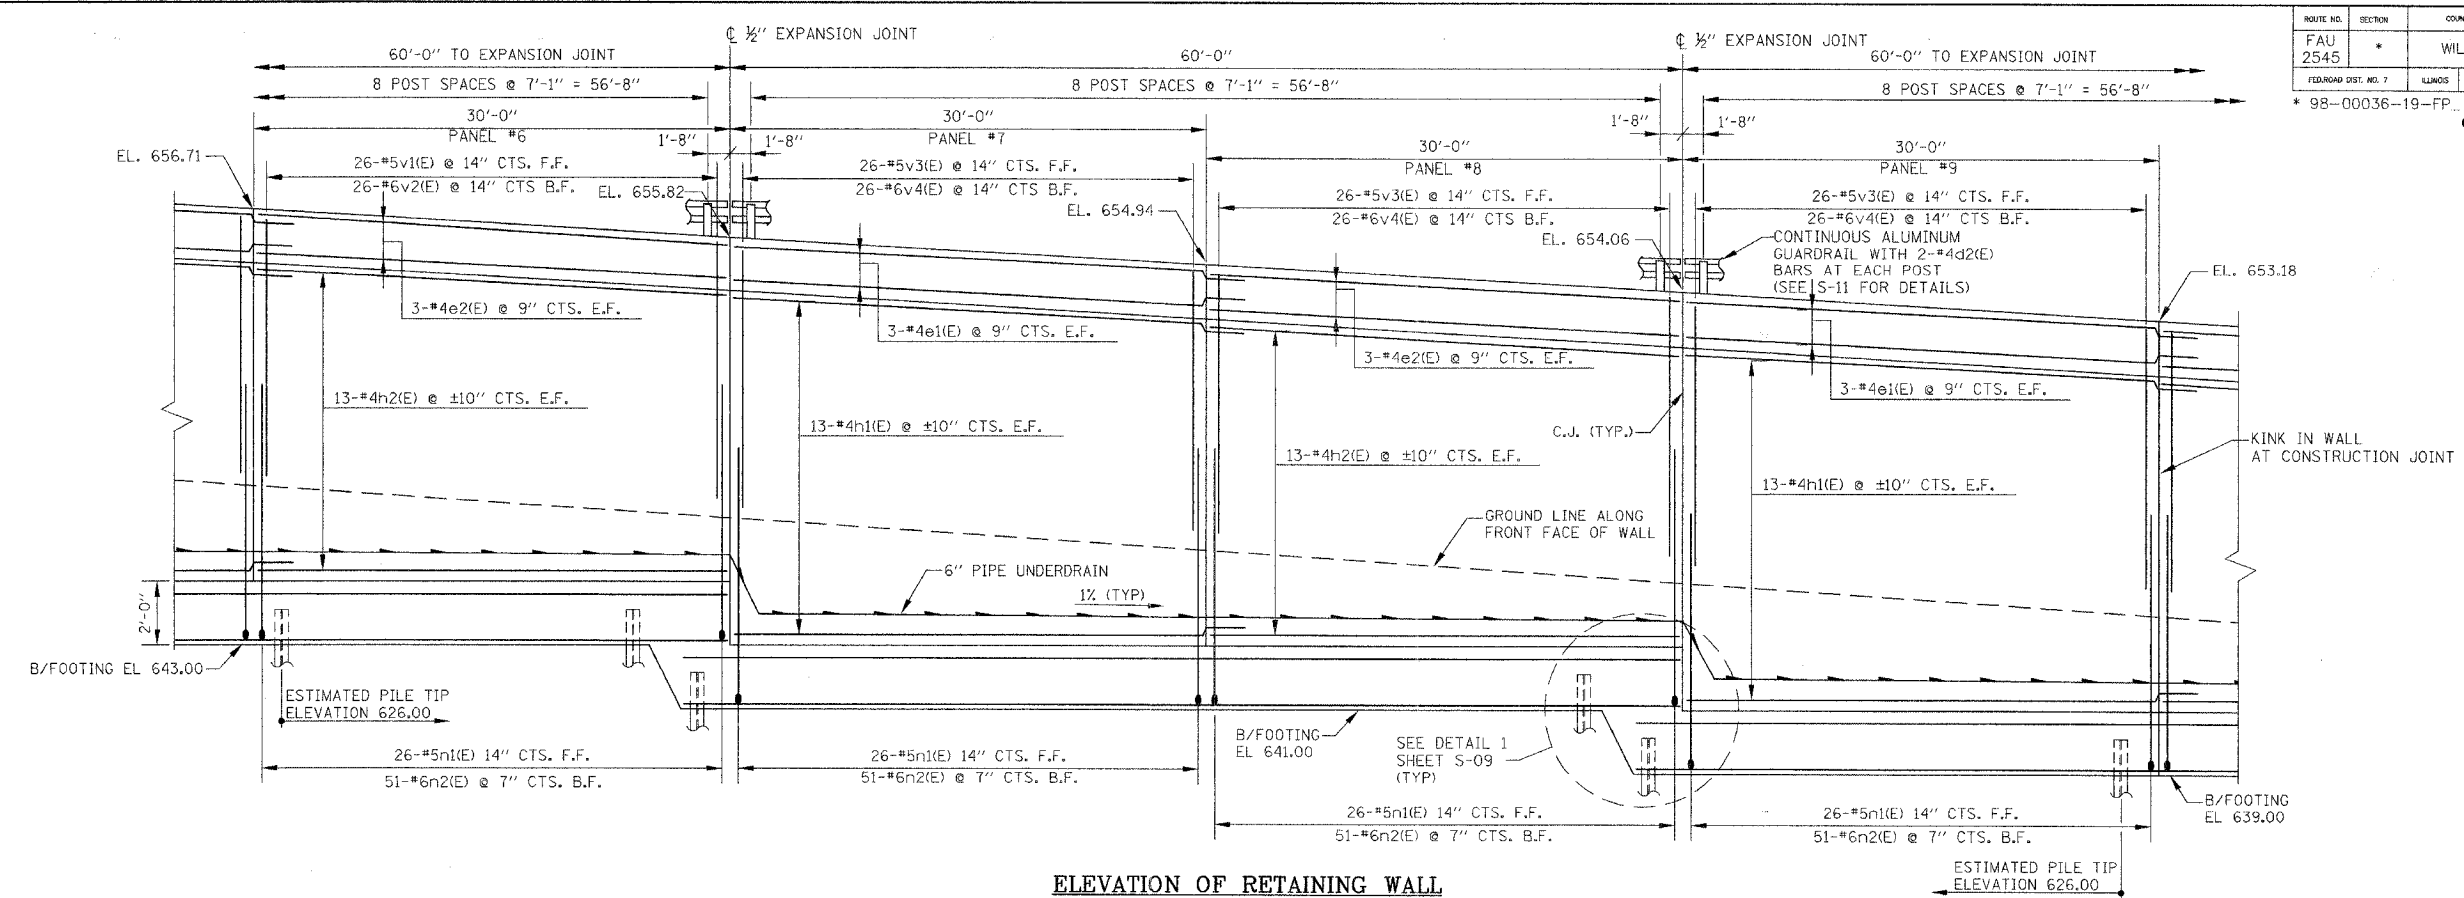 ROUTE NO. SECTION
FAU 2545 * WIL
FED.ROAD DIST. NO. 7 ILLINOIS
* 98-00036-19-FP
℄ ½" EXPANSION JOINT
℄ ½" EXPANSION JOINT
60'-0" TO EXPANSION JOINT
60'-0"
60'-0" TO EXPANSION JOINT
8 POST SPACES @ 7'-1" = 56'-8"
8 POST SPACES @ 7'-1" = 56'-8"
8 POST SPACES @ 7'-1" = 56'-8"
30'-0"
PANEL #6
1'-8"
1'-8"
30'-0"
PANEL #7
30'-0"
PANEL #8
1'-8"
1'-8"
30'-0"
PANEL #9
EL. 656.71
26-#5v1(E) @ 14" CTS. F.F.
26-#6v2(E) @ 14" CTS B.F.
EL. 655.82
26-#5v3(E) @ 14" CTS. F.F.
26-#6v4(E) @ 14" CTS B.F.
EL. 654.94
26-#5v3(E) @ 14" CTS. F.F.
26-#6v4(E) @ 14" CTS B.F.
EL. 654.06
26-#5v3(E) @ 14" CTS. F.F.
26-#6v4(E) @ 14" CTS B.F.
CONTINUOUS ALUMINUM
GUARDRAIL WITH 2-#4d2(E)
BARS AT EACH POST
(SEE S-11 FOR DETAILS)
EL. 653.18
3-#4e2(E) @ 9" CTS. E.F.
3-#4e1(E) @ 9" CTS. E.F.
3-#4e2(E) @ 9" CTS. E.F.
3-#4e1(E) @ 9" CTS. E.F.
13-#4h2(E) @ ±10" CTS. E.F.
13-#4h1(E) @ ±10" CTS. E.F.
13-#4h2(E) @ ±10" CTS. E.F.
13-#4h1(E) @ ±10" CTS. E.F.
C.J. (TYP.)
KINK IN WALL
AT CONSTRUCTION JOINT
GROUND LINE ALONG
FRONT FACE OF WALL
6" PIPE UNDERDRAIN
1% (TYP)
2'-0"
B/FOOTING EL 643.00
ESTIMATED PILE TIP
ELEVATION 626.00
B/FOOTING
EL 641.00
SEE DETAIL 1
SHEET S-09
(TYP)
B/FOOTING
EL 639.00
26-#5n1(E) 14" CTS. F.F.
51-#6n2(E) @ 7" CTS. B.F.
26-#5n1(E) 14" CTS. F.F.
51-#6n2(E) @ 7" CTS. B.F.
26-#5n1(E) 14" CTS. F.F.
51-#6n2(E) @ 7" CTS. B.F.
26-#5n1(E) 14" CTS. F.F.
51-#6n2(E) @ 7" CTS. B.F.
ESTIMATED PILE TIP
ELEVATION 626.00
ELEVATION OF RETAINING WALL